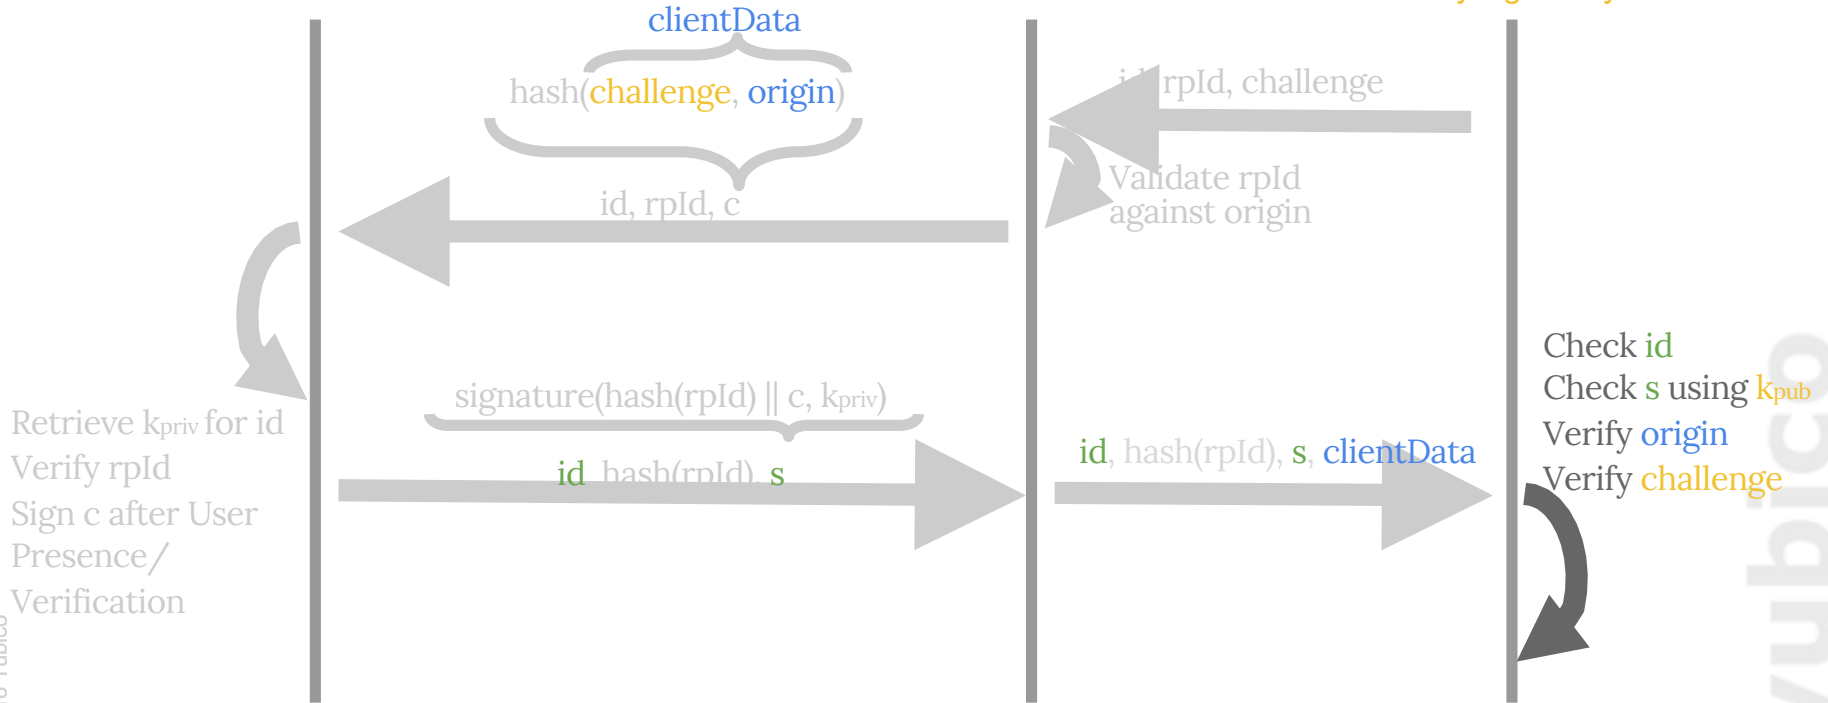 clientData
hash(challenge, origin)
id, rpId, challenge
Validate rpId
against origin
id, rpId, c
Check id
Check s using kpub
Verify origin
Verify challenge
signature(hash(rpId) || c, kpriv)
id, hash(rpId), s
id, hash(rpId), s, clientData
Retrieve kpriv for id
Verify rpId
Sign c after User
Presence/
Verification
yubico